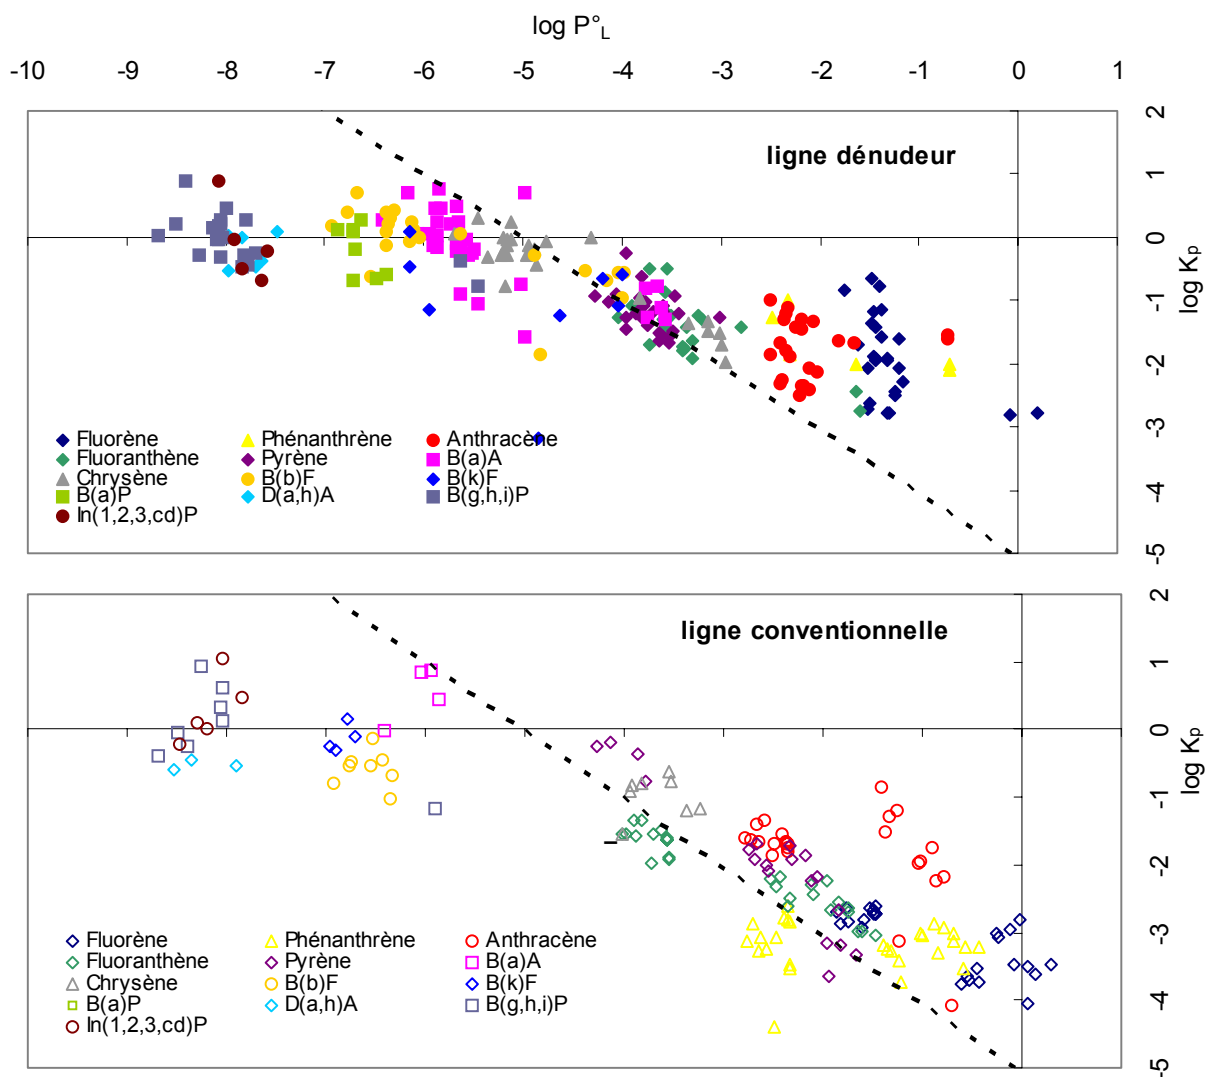 log P°L
-10 -9 -8 -7 -6 -5 -4 -3 -2 -1 0 1
ligne dénudeur
2
1
0
-1
-2
-3
-4
-5
log Kp
Fluorène Phénanthrène Anthracène
Fluoranthène Pyrène B(a)A
Chrysène B(b)F B(k)F
B(a)P D(a,h)A B(g,h,i)P
In(1,2,3,cd)P
ligne conventionnelle
2
1
0
-1
-2
-3
-4
-5
log Kp
Fluorène Phénanthrène Anthracène
Fluoranthène Pyrène B(a)A
Chrysène B(b)F B(k)F
B(a)P D(a,h)A B(g,h,i)P
In(1,2,3,cd)P